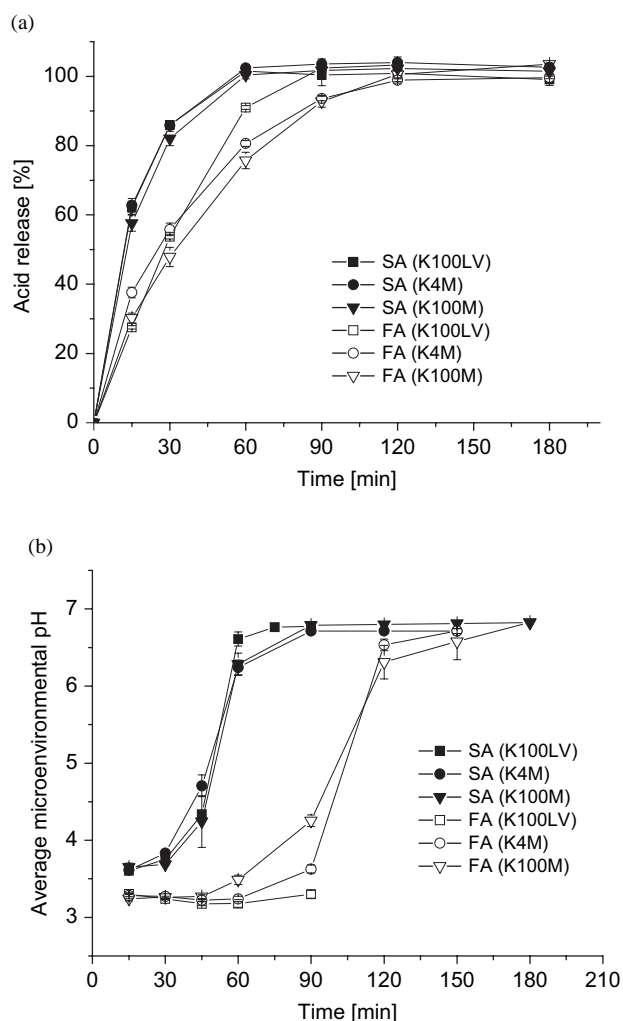 (a)
100
80
60
40
20
0
Acid release [%]
SA (K100LV)
SA (K4M)
SA (K100M)
FA (K100LV)
FA (K4M)
FA (K100M)
0 30 60 90 120 150 180
Time [min]
(b)
7
6
5
4
3
Average microenvironmental pH
SA (K100LV)
SA (K4M)
SA (K100M)
FA (K100LV)
FA (K4M)
FA (K100M)
0 30 60 90 120 150 180 210
Time [min]